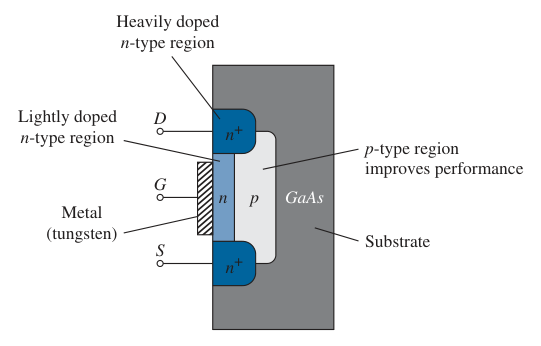 Heavily doped
n-type region
Lightly doped
n-type region
D
n+
p-type region
improves performance
G
n
p
GaAs
Metal
(tungsten)
S
Substrate
n+